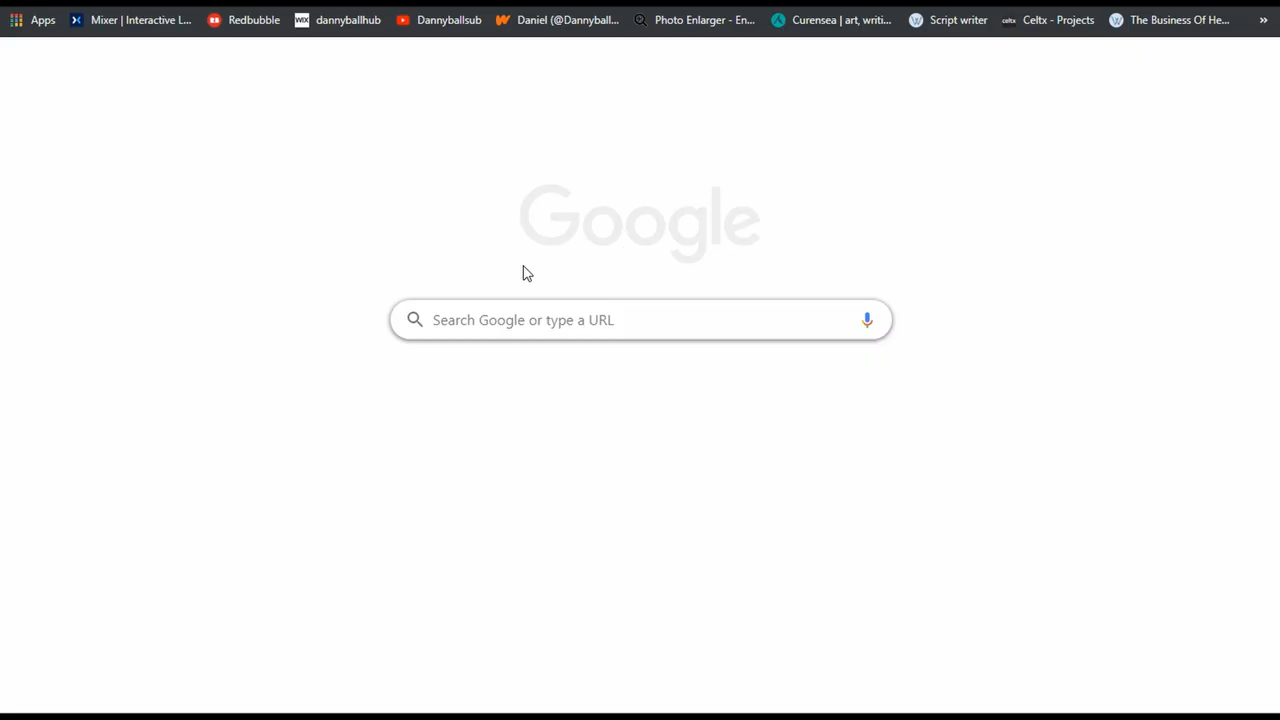 Apps Mixer | Interactive L... Redbubble WIX dannyballhub Dannyballsub Daniel (@Dannyball... Photo Enlarger - En... Curensea | art, writi... W Script writer celtx Celtx - Projects W The Business Of He... »
Google
Search Google or type a URL